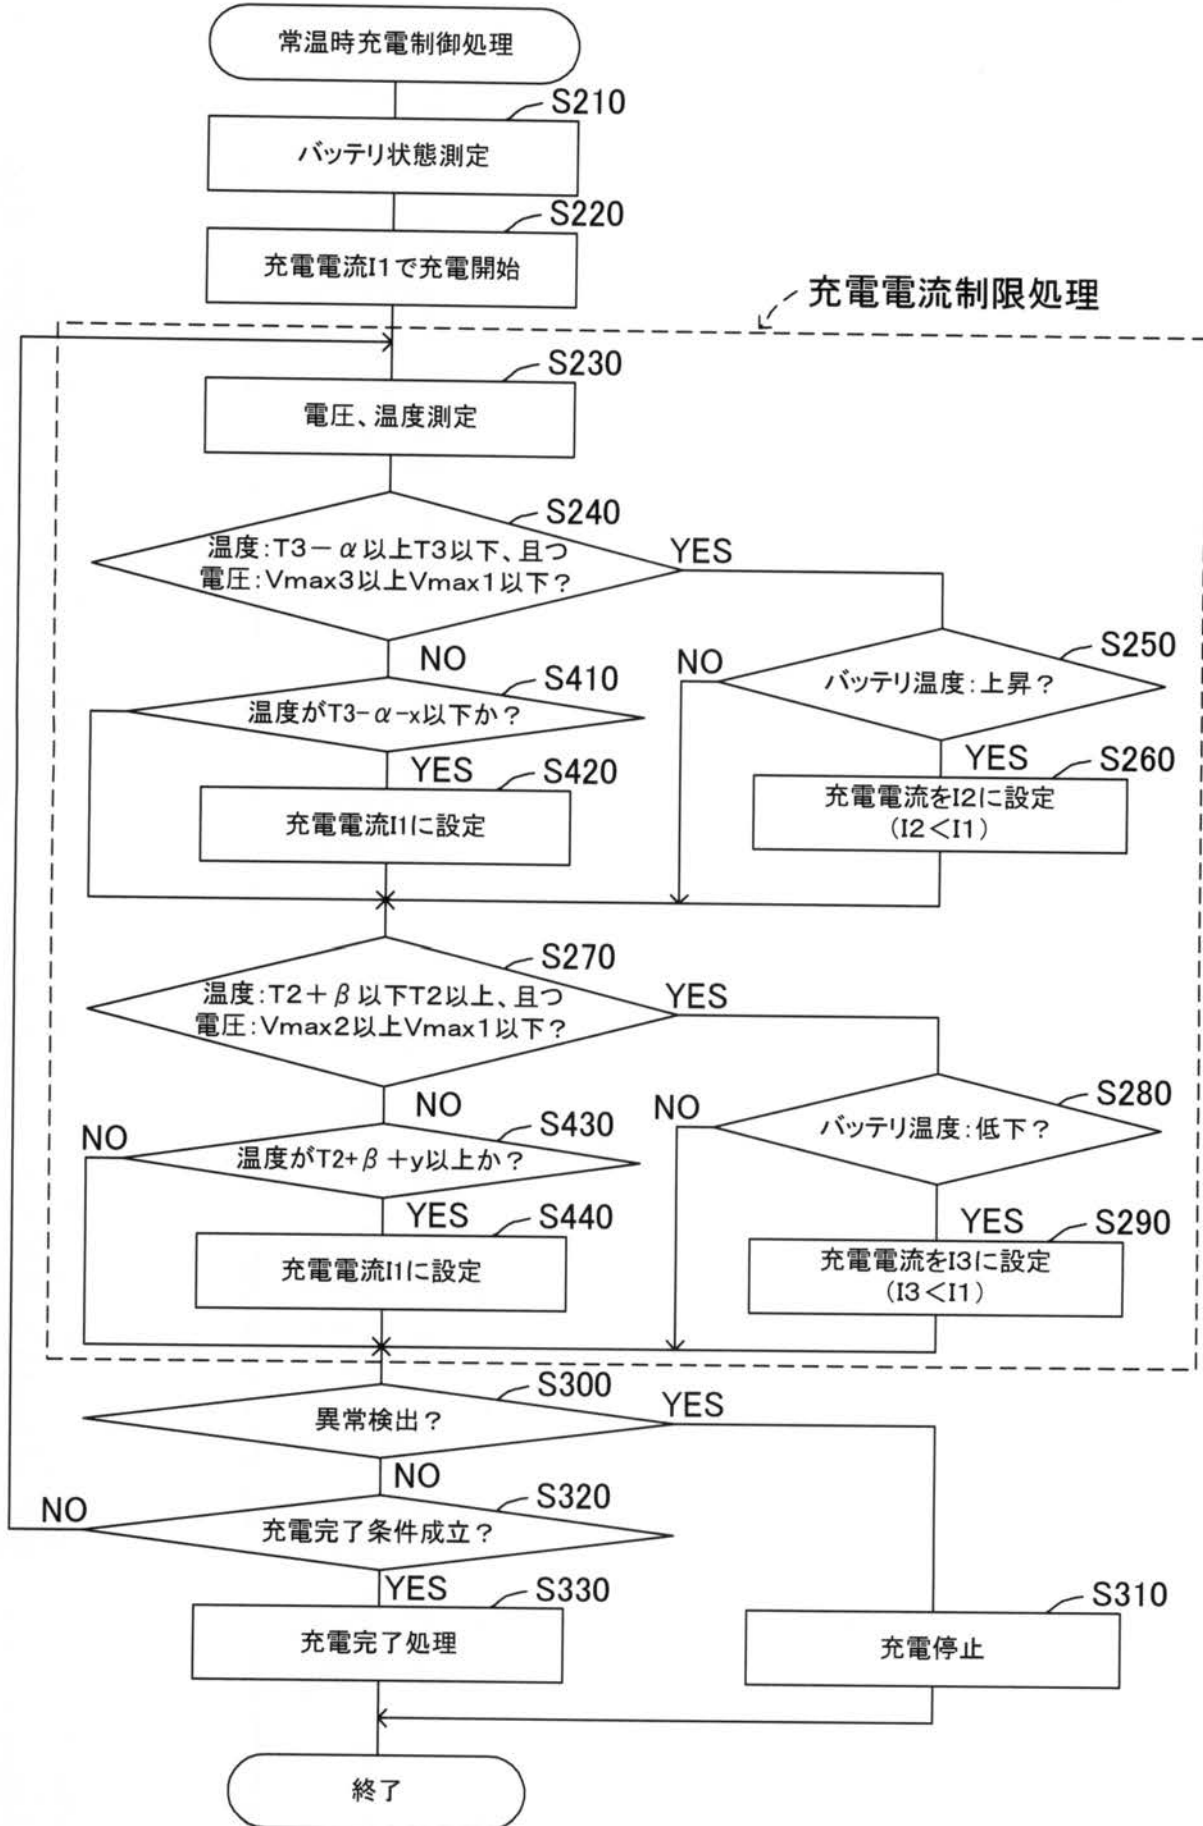 常温時充電制御処理
S210
バッテリ状態測定
S220
充電電流I1で充電開始
充電電流制限処理
S230
電圧、温度測定
S240
温度:T3-α以上T3以下、且つ
電圧:Vmax3以上Vmax1以下?
YES
NO
S250
バッテリ温度:上昇?
NO
S410
温度がT3-α-x以下か?
YES
S420
充電電流I1に設定
YES
S260
充電電流をI2に設定
(I2<I1)
S270
温度:T2+β以下T2以上、且つ
電圧:Vmax2以上Vmax1以下?
YES
NO
S280
バッテリ温度:低下?
NO
S430
温度がT2+β+y以上か?
NO
YES
S440
充電電流I1に設定
YES
S290
充電電流をI3に設定
(I3<I1)
S300
異常検出?
YES
NO
S320
充電完了条件成立?
NO
YES
S330
充電完了処理
S310
充電停止
終了